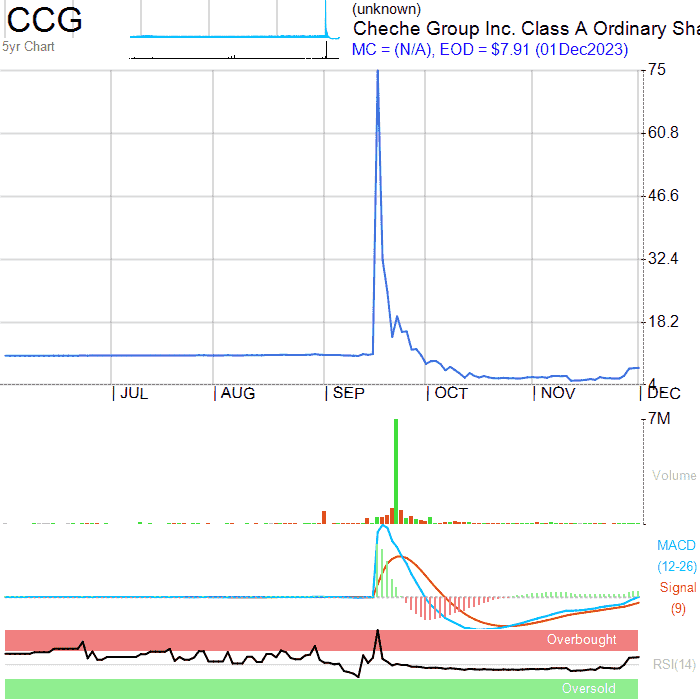 CCG
5yr Chart
(unknown)
Cheche Group Inc. Class A Ordinary Sha
MC = (N/A), EOD = $7.91 (01Dec2023)
75
60.8
46.6
32.4
18.2
4
JUL AUG SEP OCT NOV DEC
7M
Volume
MACD
(12-26)
Signal
(9)
Overbought
RSI(14)
Oversold